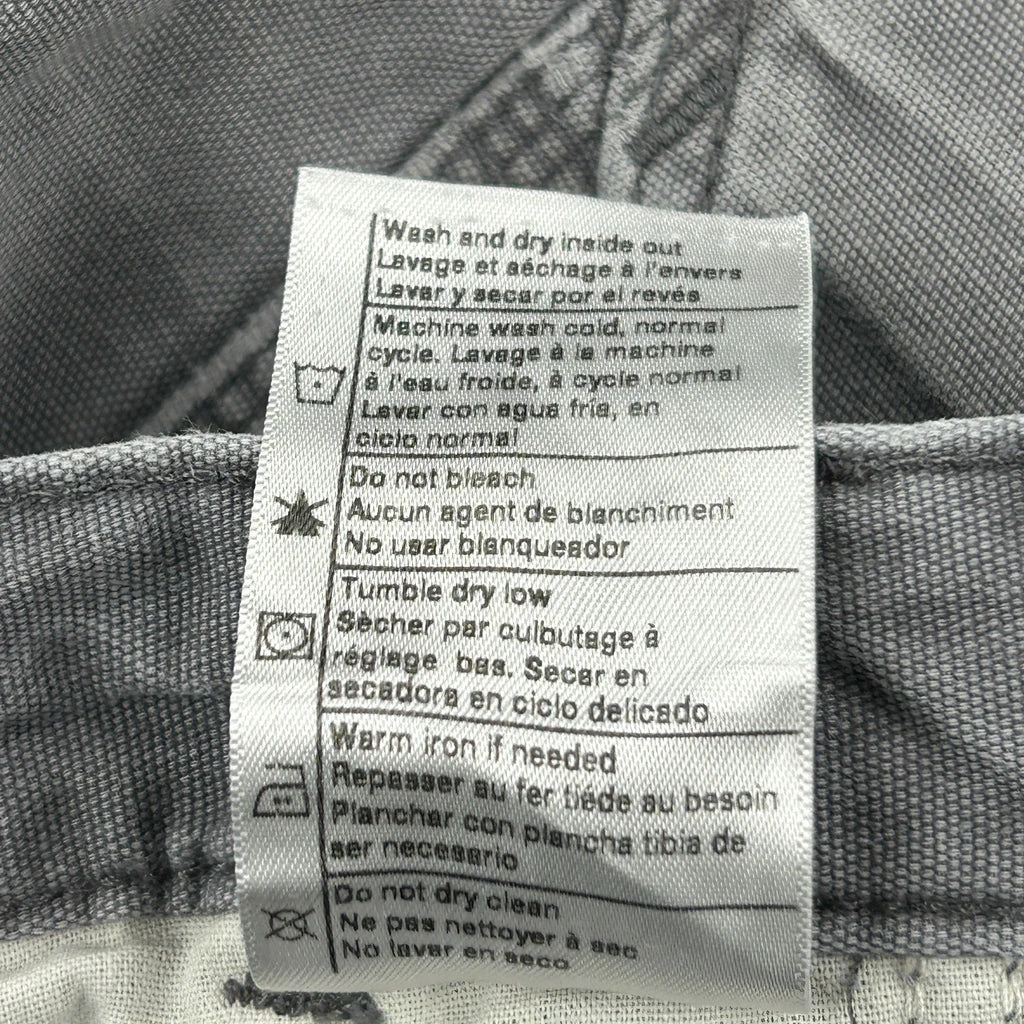 Wash and dry inside out
Lavage et séchage à l'envers
Lavar y secar por el revés
Machine wash cold, normal
cycle. Lavage à la machine
à l'eau froide, à cycle normal
Lavar con agua fría, en
ciclo normal
Do not bleach
Aucun agent de blanchiment
No usar blanqueador
Tumble dry low
Sècher par culbutage à
réglage bas. Secar en
secadora en ciclo delicado
Warm iron if needed
Repasser au fer tiéde au besoin
Planchar con plancha tibia de
ser necesario
Do not dry clean
Ne pas nettoyer à sec
No lavar en seco